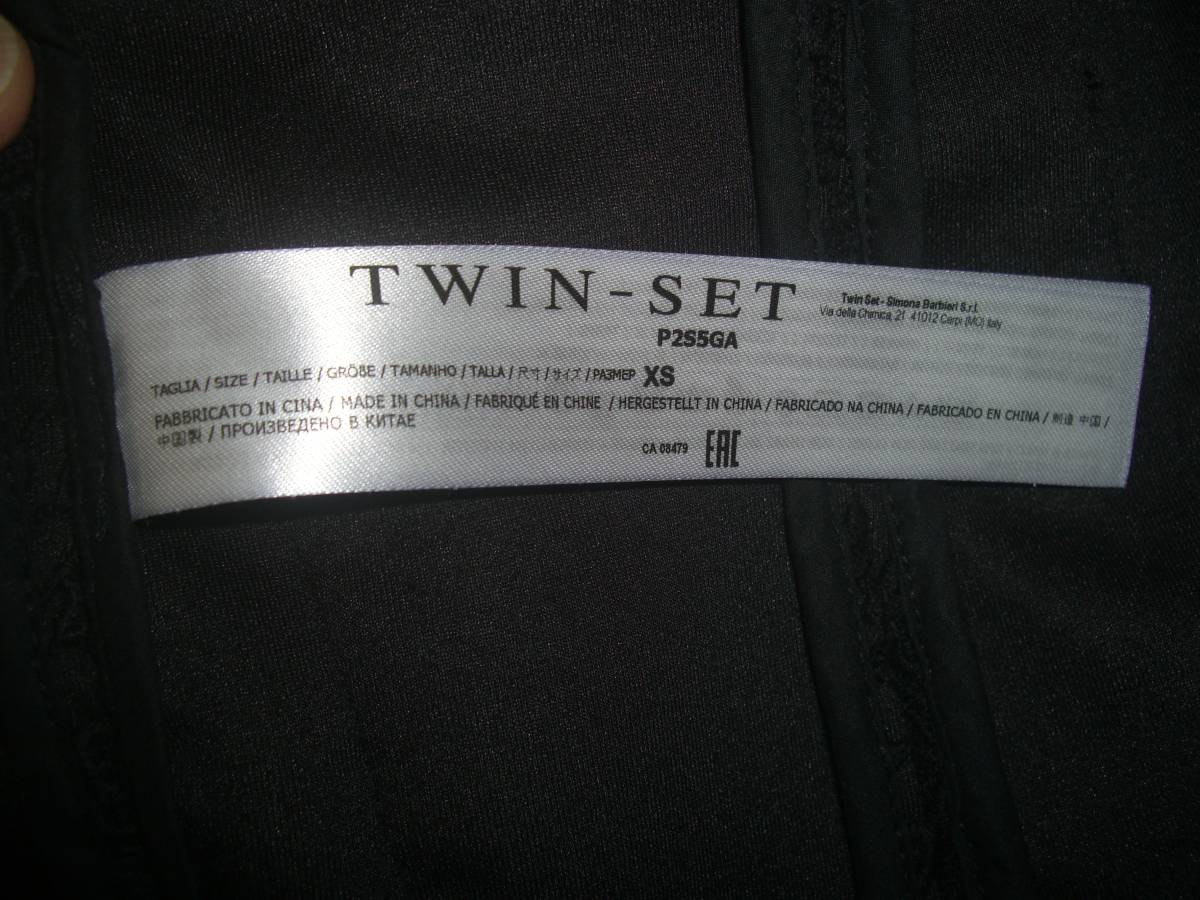 TWIN-SET
Twin Set - Simona Barbieri S.r.l.
Via della Chimica, 21 41012 Carpi (MO) Italy
P2S5GA
TAGLIA / SIZE / TAILLE / GRÖBE / TAMANHO / TALLA / 尺寸 / サイズ / РАЗМЕР XS
FABBRICATO IN CINA / MADE IN CHINA / FABRIQUÉ EN CHINE / HERGESTELLT IN CHINA / FABRICADO NA CHINA / FABRICADO EN CHINA / 制造 中国 /
中国製 / ПРОИЗВЕДЕНО В КИТАЕ
CA 08479 EAC